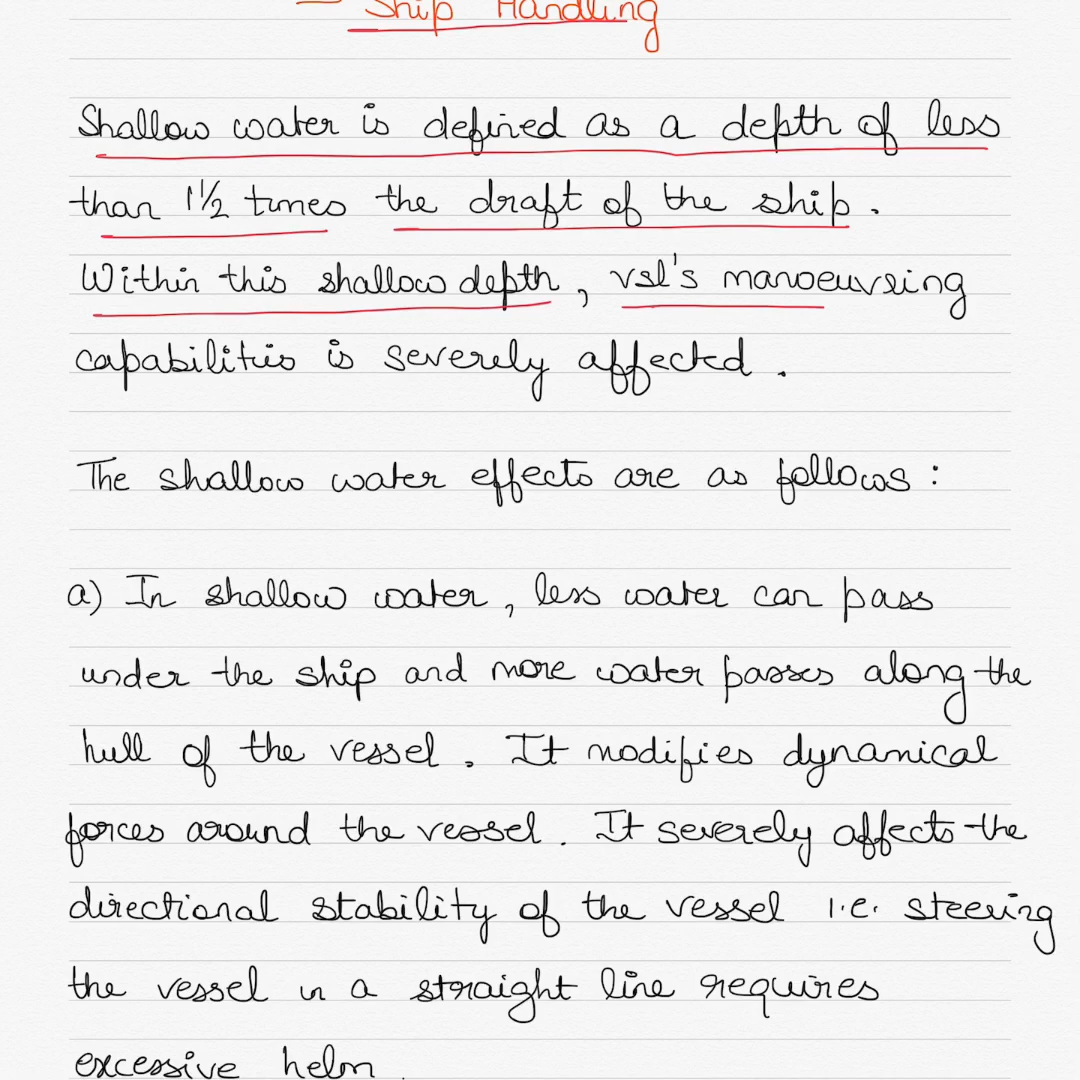 Ship Handling
Shallow water is defined as a depth of less
than 1½ times the draft of the ship.
Within this shallow depth, vsl's manoeuvreing
capabilities is severely affected.
The shallow water effects are as follows:
a) In shallow water, less water can pass
under the ship and more water passes along the
hull of the vessel. It modifies dynamical
forces around the vessel. It severely affects the
directional stability of the vessel i.e. steering
the vessel in a straight line requires
excessive helm.